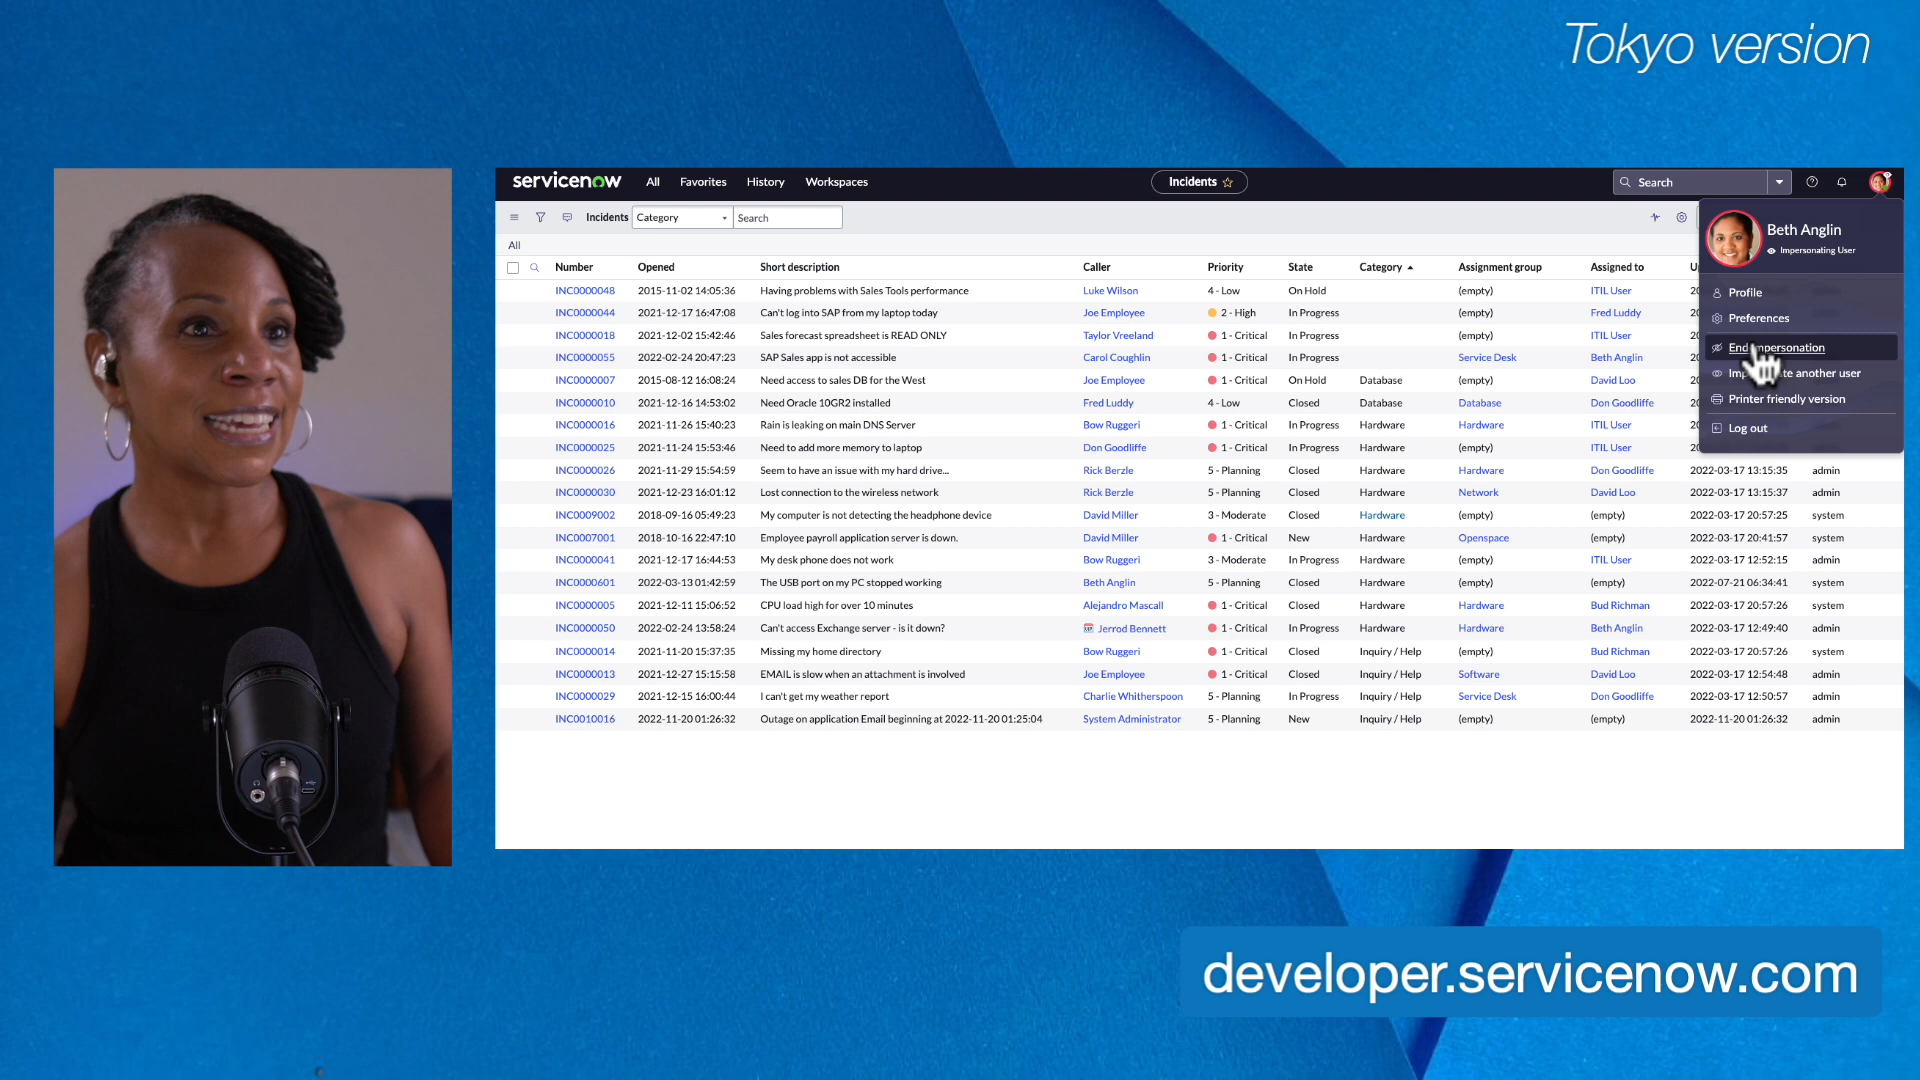 Tokyo version
servicenow All Favorites History Workspaces Incidents Search
Incidents Category Search
All
Number Opened Short description Caller Priority State Category Assignment group Assigned to
INC0000048 2015-11-02 14:05:36 Having problems with Sales Tools performance Luke Wilson 4 - Low On Hold (empty) ITIL User
INC0000044 2021-12-17 16:47:08 Can't log into SAP from my laptop today Joe Employee 2 - High In Progress (empty) Fred Luddy
INC0000018 2021-12-02 15:42:46 Sales forecast spreadsheet is READ ONLY Taylor Vreeland 1 - Critical In Progress (empty) ITIL User
INC0000055 2022-02-24 20:47:23 SAP Sales app is not accessible Carol Coughlin 1 - Critical In Progress Service Desk Beth Anglin
INC0000007 2015-08-12 16:08:24 Need access to sales DB for the West Joe Employee 1 - Critical On Hold Database (empty) David Loo
INC0000010 2021-12-16 14:53:02 Need Oracle 10GR2 installed Fred Luddy 4 - Low Closed Database Database Don Goodliffe
INC0000016 2021-11-26 15:40:23 Rain is leaking on main DNS Server Bow Ruggeri 1 - Critical In Progress Hardware Hardware ITIL User
INC0000025 2021-11-24 15:53:46 Need to add more memory to laptop Don Goodliffe 1 - Critical In Progress Hardware (empty) ITIL User
INC0000026 2021-11-29 15:54:59 Seem to have an issue with my hard drive... Rick Berzle 5 - Planning Closed Hardware Hardware Don Goodliffe 2022-03-17 13:15:35 admin
INC0000030 2021-12-23 16:01:12 Lost connection to the wireless network Rick Berzle 5 - Planning Closed Hardware Network David Loo 2022-03-17 13:15:37 admin
INC0009002 2018-09-16 05:49:23 My computer is not detecting the headphone device David Miller 3 - Moderate Closed Hardware (empty) (empty) 2022-03-17 20:57:25 system
INC0007001 2018-10-16 22:47:10 Employee payroll application server is down. David Miller 1 - Critical New Hardware Openspace (empty) 2022-03-17 20:41:57 system
INC0000041 2021-12-17 16:44:53 My desk phone does not work Bow Ruggeri 3 - Moderate In Progress Hardware (empty) ITIL User 2022-03-17 12:52:15 admin
INC0000601 2022-03-13 01:42:59 The USB port on my PC stopped working Beth Anglin 5 - Planning Closed Hardware (empty) (empty) 2022-07-21 06:34:41 system
INC0000005 2021-12-11 15:06:52 CPU load high for over 10 minutes Alejandro Mascall 1 - Critical Closed Hardware Hardware Bud Richman 2022-03-17 20:57:26 system
INC0000050 2022-02-24 13:58:24 Can't access Exchange server - is it down? Jerrod Bennett 1 - Critical In Progress Hardware Hardware Beth Anglin 2022-03-17 12:49:40 admin
INC0000014 2021-11-20 15:37:35 Missing my home directory Bow Ruggeri 1 - Critical Closed Inquiry / Help (empty) Bud Richman 2022-03-17 20:57:26 system
INC0000013 2021-12-27 15:15:58 EMAIL is slow when an attachment is involved Joe Employee 1 - Critical Closed Inquiry / Help Software David Loo 2022-03-17 12:54:48 admin
INC0000029 2021-12-15 16:00:44 I can't get my weather report Charlie Whitherspoon 5 - Planning In Progress Inquiry / Help Service Desk Don Goodliffe 2022-03-17 12:50:57 admin
INC0010016 2022-11-20 01:26:32 Outage on application Email beginning at 2022-11-20 01:25:04 System Administrator 5 - Planning New Inquiry / Help (empty) (empty) 2022-11-20 01:26:32 admin
Beth Anglin
Impersonating User
Profile
Preferences
End impersonation
another user
Printer friendly version
Log out
developer.servicenow.com